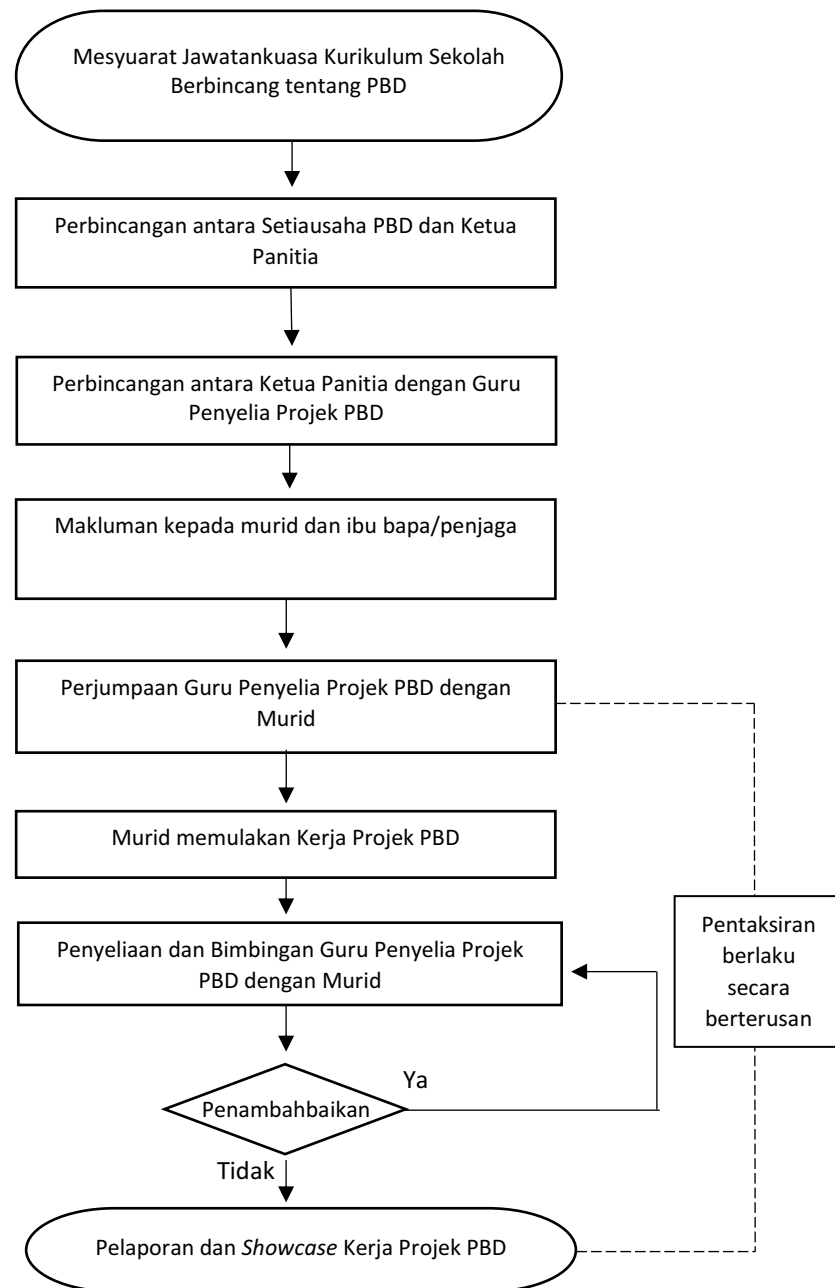 Mesyuarat Jawatankuasa Kurikulum Sekolah
Berbincang tentang PBD
Perbincangan antara Setiausaha PBD dan Ketua
Panitia
Perbincangan antara Ketua Panitia dengan Guru
Penyelia Projek PBD
Makluman kepada murid dan ibu bapa/penjaga
Perjumpaan Guru Penyelia Projek PBD dengan
Murid
Murid memulakan Kerja Projek PBD
Penyeliaan dan Bimbingan Guru Penyelia Projek
PBD dengan Murid
Pentaksiran
berlaku
secara
berterusan
Ya
Penambahbaikan
Tidak
Pelaporan dan Showcase Kerja Projek PBD